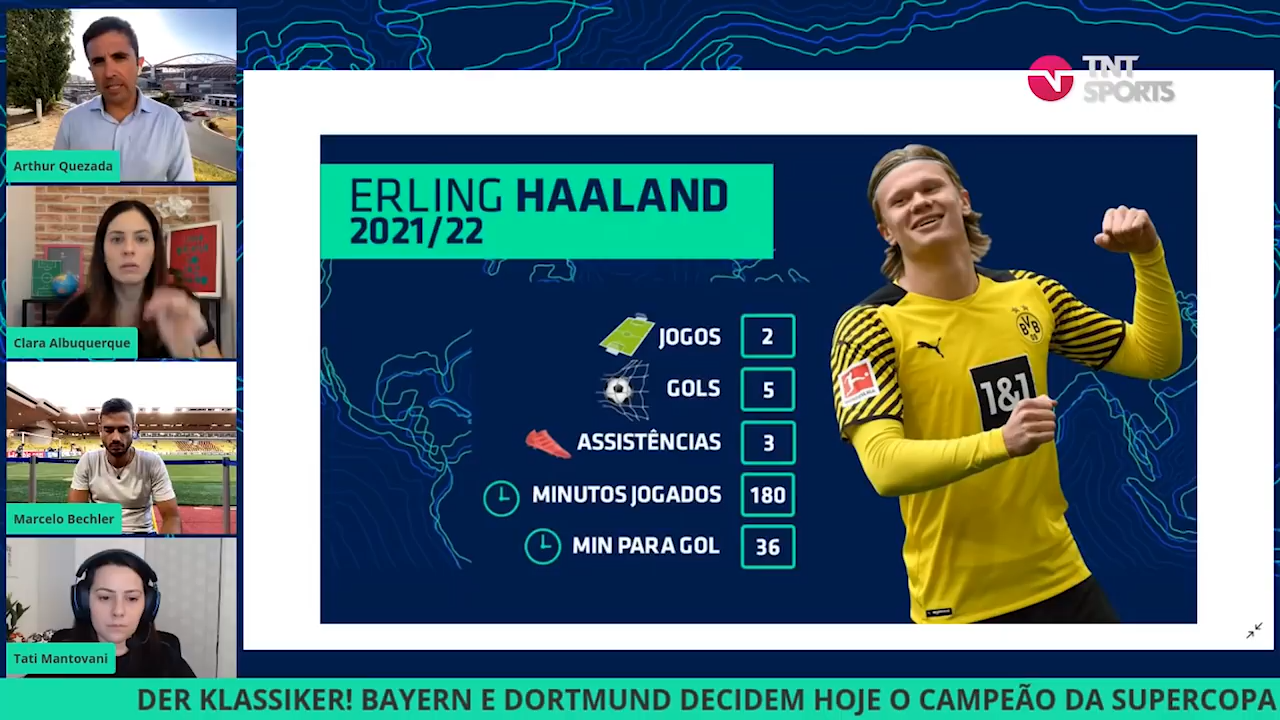 Arthur Quezada
Clara Albuquerque
Marcelo Bechler
Tati Mantovani
TNT
SPORTS
ERLING HAALAND
2021/22
JOGOS 2
GOLS 5
ASSISTÊNCIAS 3
MINUTOS JOGADOS 180
MIN PARA GOL 36
BVB
09
1&1
DER KLASSIKER! BAYERN E DORTMUND DECIDEM HOJE O CAMPEÃO DA SUPERCOPA